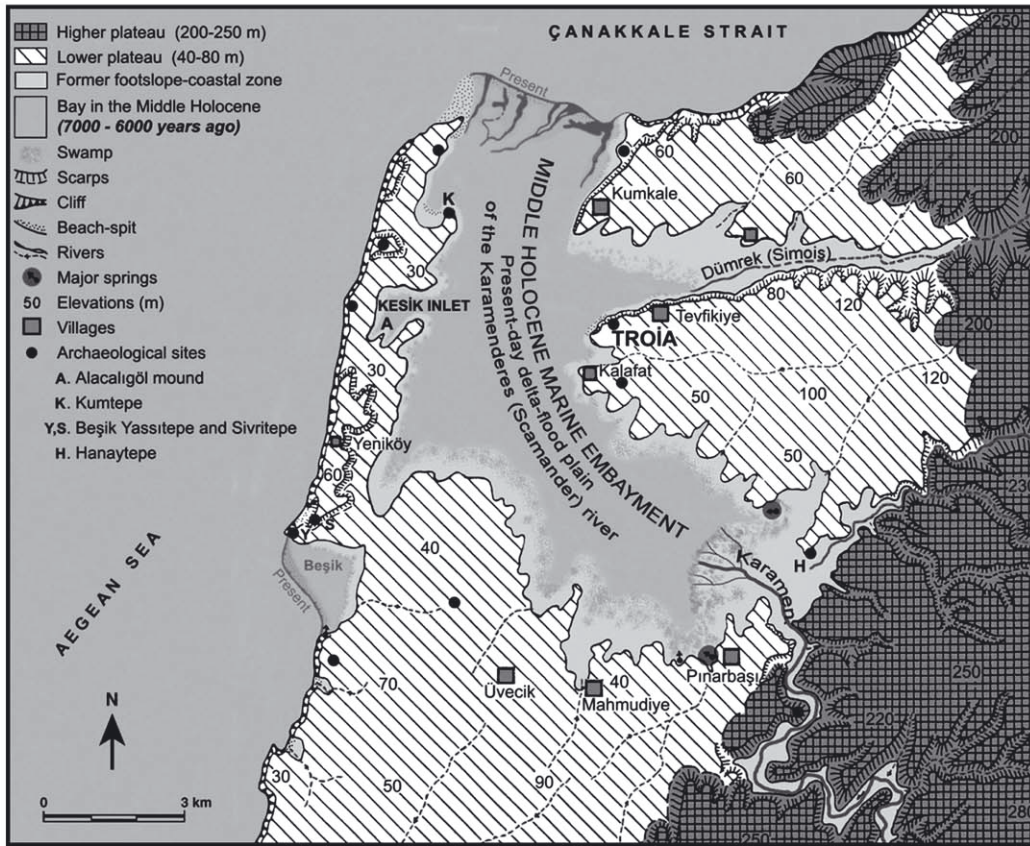 Higher plateau (200-250 m)
Lower plateau (40-80 m)
Former footslope-coastal zone
Bay in the Middle Holocene
(7000 - 6000 years ago)
Swamp
Scarps
Cliff
Beach-spit
Rivers
Major springs
50 Elevations (m)
Villages
Archaeological sites
A. Alacalıgöl mound
K. Kumtepe
Y,S. Beşik Yassıtepe and Sivritepe
H. Hanaytepe
ÇANAKKALE STRAIT
250
Present
200
60
60
K
Kumkale
MIDDLE HOLOCENE MARINE EMBAYMENT
Present-day delta-flood plain
of the Karamenderes (Scamander) river
Dümrek (Simois)
30
KESİK INLET
A
80
120
200
Tevfikiye
TROİA
30
Kalafat
50
100
120
Yeniköy
60
50
Y
S
40
Beşik
Present
H
Karamen
AEGEAN SEA
70
Üvecik
40
Mahmudiye
Pınarbaşı
250
220
N
30
50
90
250
200
0
3 km